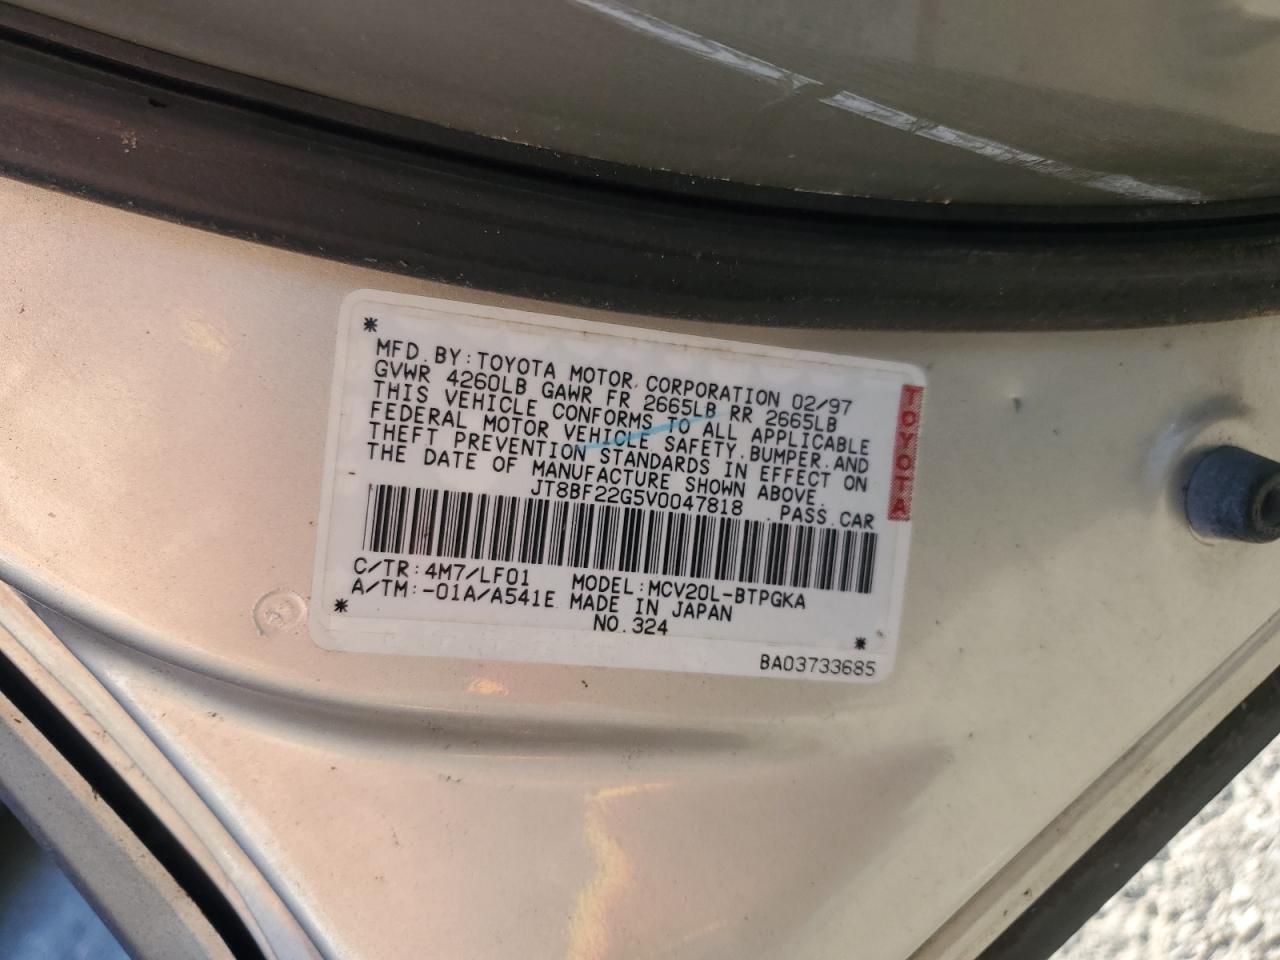 MFD. BY: TOYOTA MOTOR CORPORATION 02/97
GVWR 4260LB GAWR FR 2665LB RR 2665LB
THIS VEHICLE CONFORMS TO ALL APPLICABLE
FEDERAL MOTOR VEHICLE SAFETY. BUMPER. AND
THEFT PREVENTION STANDARDS IN EFFECT ON
THE DATE OF MANUFACTURE SHOWN ABOVE.
JT8BF22G5V0047818 . PASS. CAR
C/TR: 4M7/LF01 MODEL: MCV20L-BTPGKA
A/TM: -01A/A541E MADE IN JAPAN
NO. 324
BA03733685
TOYOTA